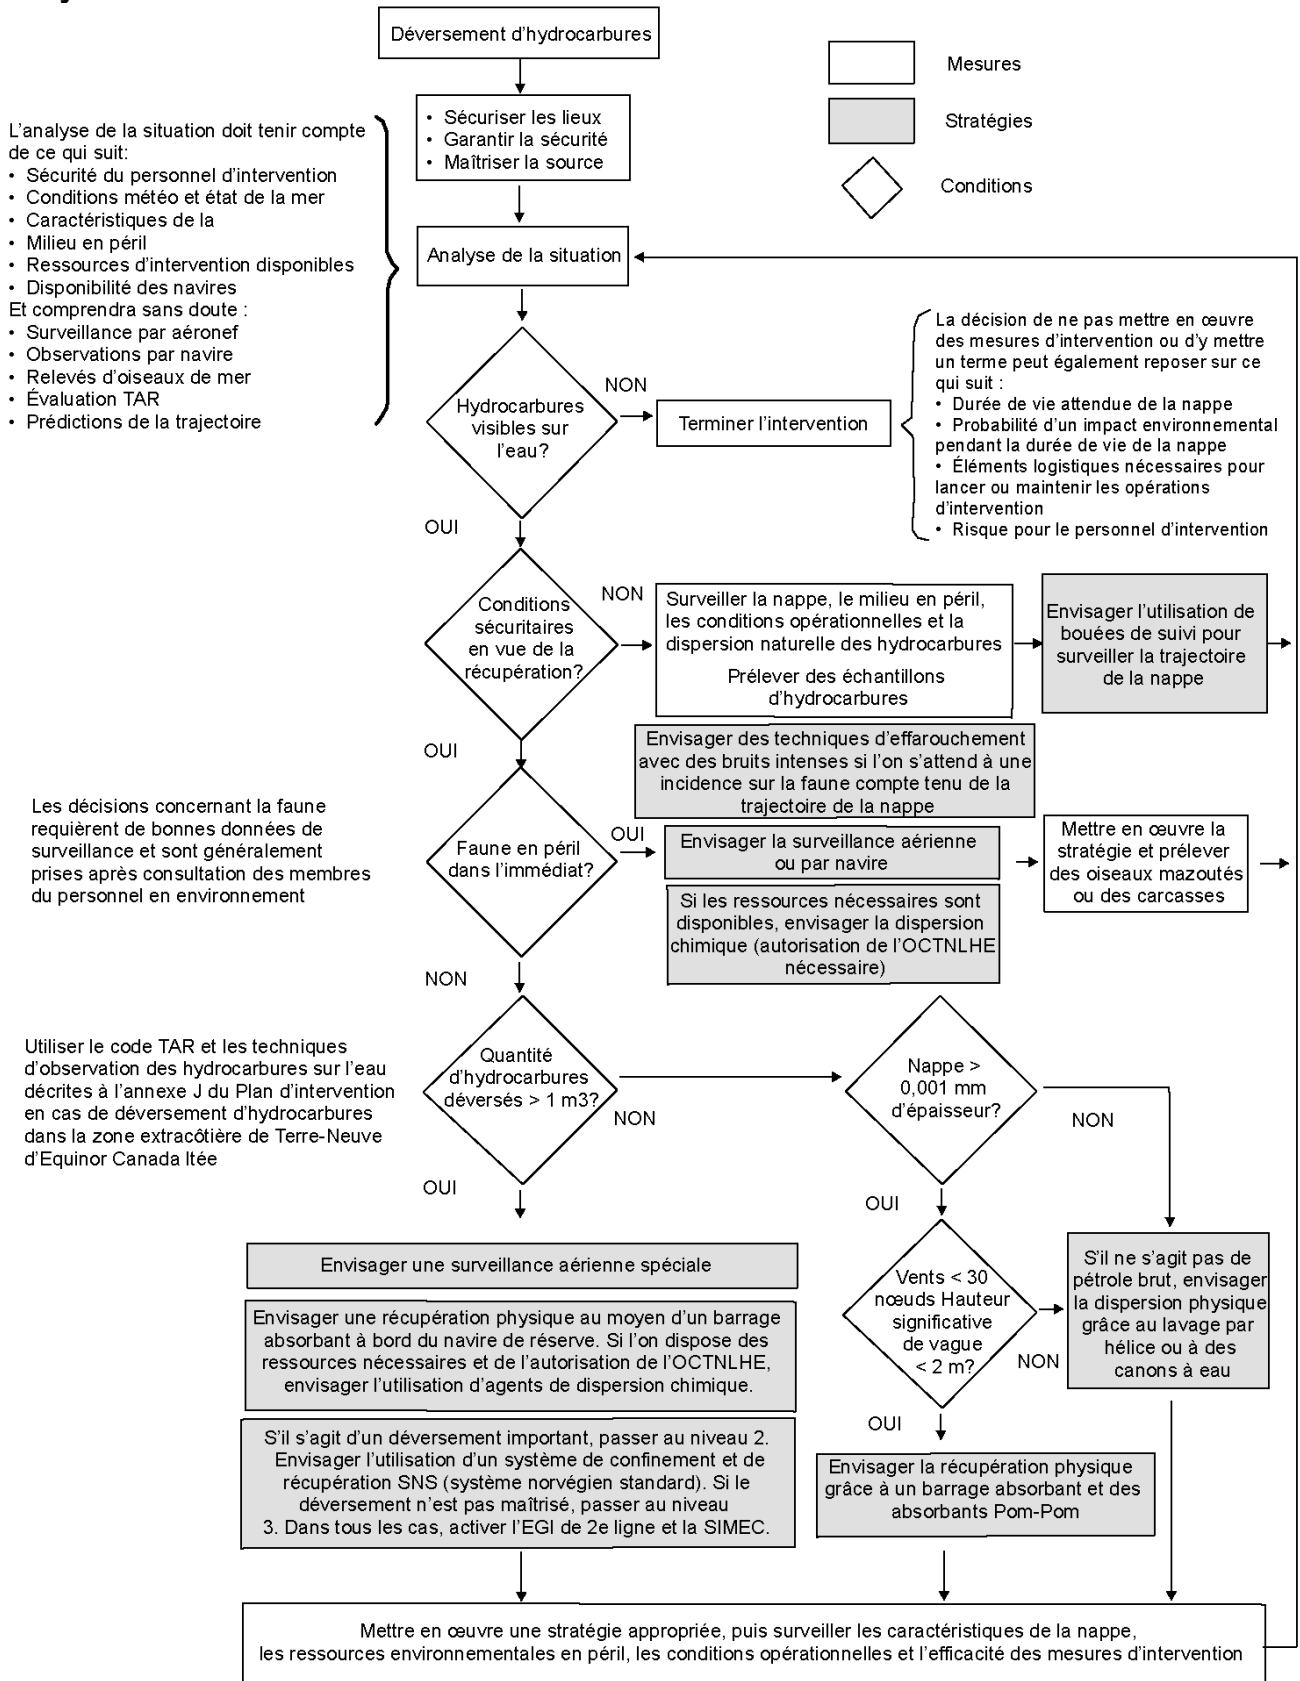 Déversement d'hydrocarbures
Mesures
Stratégies
Conditions
• Sécuriser les lieux
• Garantir la sécurité
• Maîtriser la source
L'analyse de la situation doit tenir compte
de ce qui suit:
• Sécurité du personnel d'intervention
• Conditions météo et état de la mer
• Caractéristiques de la
• Milieu en péril
• Ressources d'intervention disponibles
• Disponibilité des navires
Et comprendra sans doute :
• Surveillance par aéronef
• Observations par navire
• Relevés d'oiseaux de mer
• Évaluation TAR
• Prédictions de la trajectoire
Analyse de la situation
Hydrocarbures
visibles sur
l'eau?
NON
Terminer l'intervention
La décision de ne pas mettre en œuvre
des mesures d'intervention ou d'y mettre
un terme peut également reposer sur ce
qui suit :
• Durée de vie attendue de la nappe
• Probabilité d'un impact environnemental
pendant la durée de vie de la nappe
• Éléments logistiques nécessaires pour
lancer ou maintenir les opérations
d'intervention
• Risque pour le personnel d'intervention
OUI
Conditions
sécuritaires
en vue de la
récupération?
NON
Surveiller la nappe, le milieu en péril,
les conditions opérationnelles et la
dispersion naturelle des hydrocarbures
Prélever des échantillons
d'hydrocarbures
Envisager l'utilisation de
bouées de suivi pour
surveiller la trajectoire
de la nappe
OUI
Envisager des techniques d'effarouchement
avec des bruits intenses si l'on s'attend à une
incidence sur la faune compte tenu de la
trajectoire de la nappe
Les décisions concernant la faune
requièrent de bonnes données de
surveillance et sont généralement
prises après consultation des membres
du personnel en environnement
Faune en péril
dans l'immédiat?
OUI
Envisager la surveillance aérienne
ou par navire
Mettre en œuvre la
stratégie et prélever
des oiseaux mazoutés
ou des carcasses
Si les ressources nécessaires sont
disponibles, envisager la dispersion
chimique (autorisation de l'OCTNLHE
nécessaire)
NON
Utiliser le code TAR et les techniques
d'observation des hydrocarbures sur l'eau
décrites à l'annexe J du Plan d'intervention
en cas de déversement d'hydrocarbures
dans la zone extracôtière de Terre-Neuve
d'Equinor Canada ltée
Quantité
d'hydrocarbures
déversés > 1 m3?
NON
Nappe >
0,001 mm
d'épaisseur?
NON
OUI
OUI
Envisager une surveillance aérienne spéciale
Envisager une récupération physique au moyen d'un barrage
absorbant à bord du navire de réserve. Si l'on dispose des
ressources nécessaires et de l'autorisation de l'OCTNLHE,
envisager l'utilisation d'agents de dispersion chimique.
S'il s'agit d'un déversement important, passer au niveau 2.
Envisager l'utilisation d'un système de confinement et de
récupération SNS (système norvégien standard). Si le
déversement n'est pas maîtrisé, passer au niveau
3. Dans tous les cas, activer l'EGI de 2e ligne et la SIMEC.
Vents < 30
nœuds Hauteur
significative
de vague
< 2 m?
NON
S'il ne s'agit pas de
pétrole brut, envisager
la dispersion physique
grâce au lavage par
hélice ou à des
canons à eau
OUI
Envisager la récupération physique
grâce à un barrage absorbant et des
absorbants Pom-Pom
Mettre en œuvre une stratégie appropriée, puis surveiller les caractéristiques de la nappe,
les ressources environnementales en péril, les conditions opérationnelles et l'efficacité des mesures d'intervention